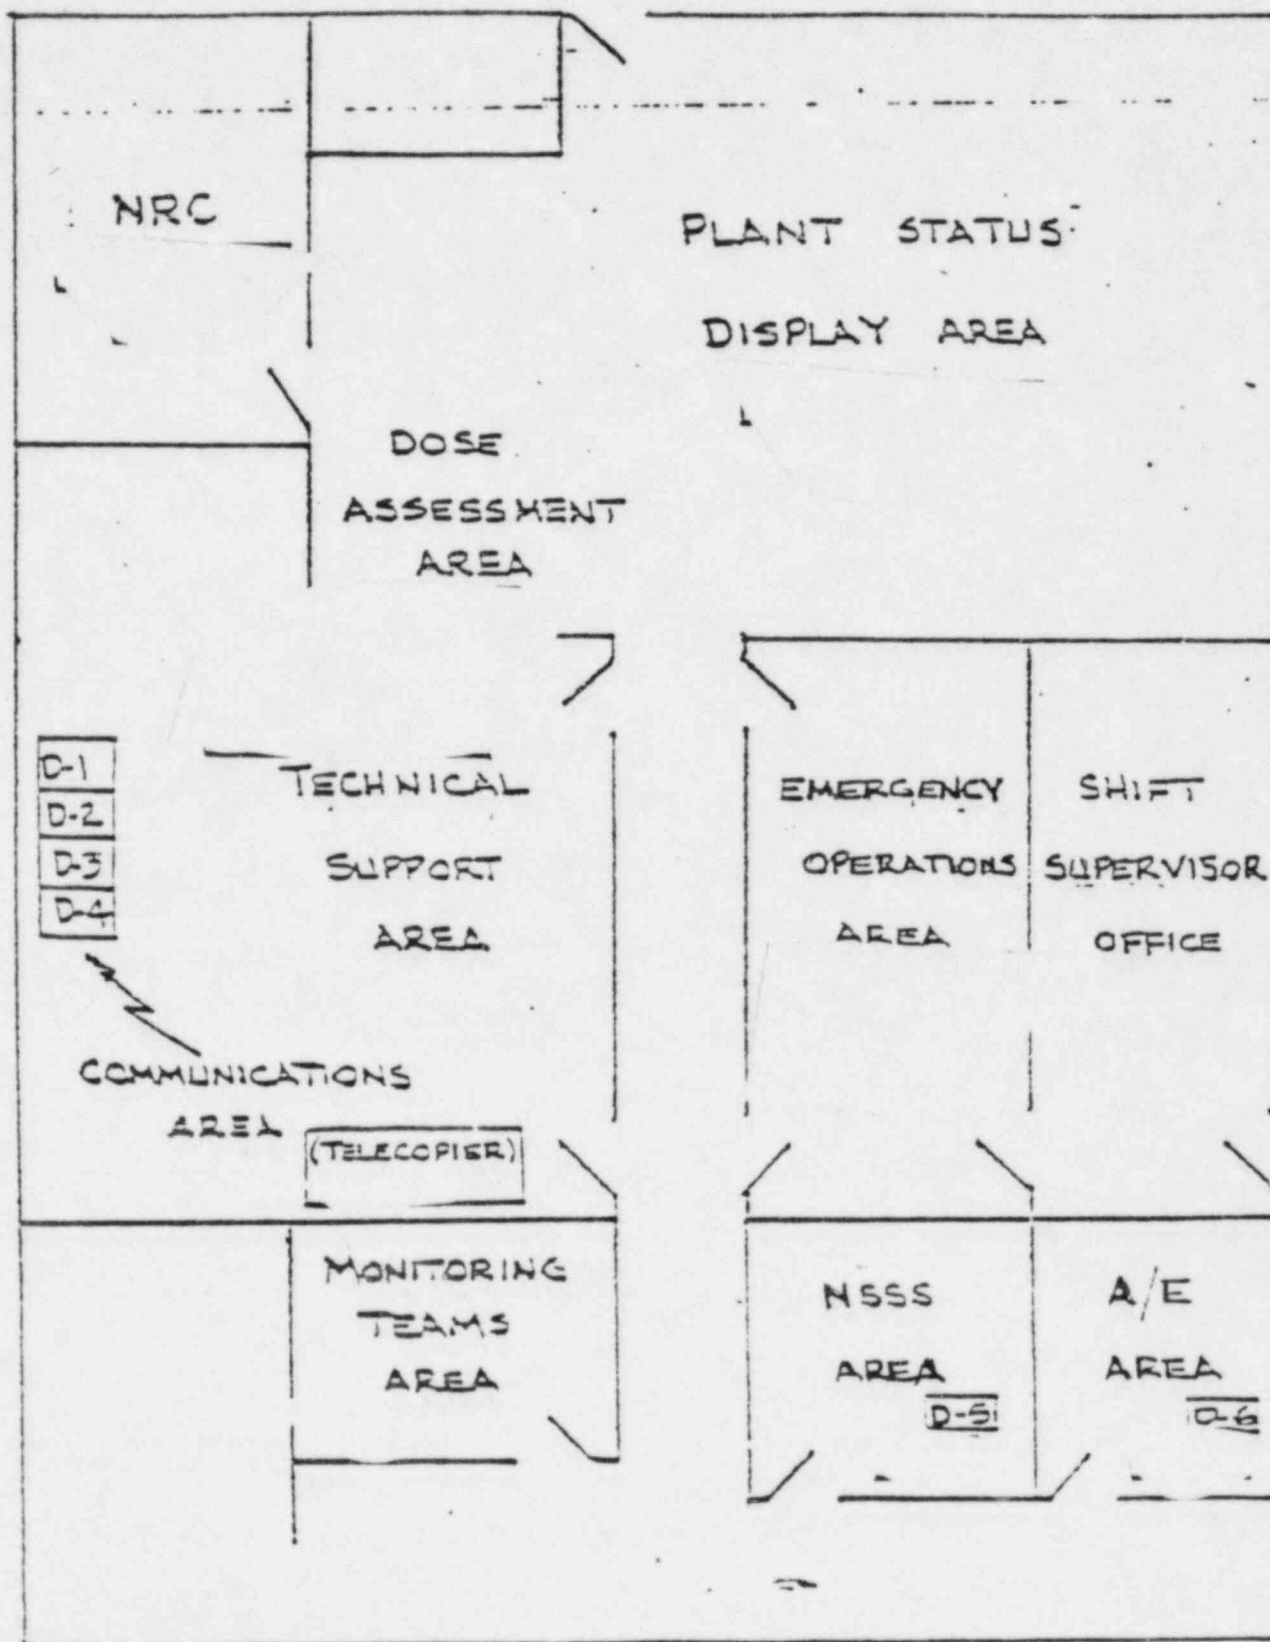 NRC
PLANT STATUS
DISPLAY AREA
DOSE
ASSESSMENT
AREA
D-1
D-2
D-3
D-4
TECHNICAL
SUPPORT
AREA
EMERGENCY
OPERATIONS
AREA
SHIFT
SUPERVISOR
OFFICE
COMMUNICATIONS
AREA
(TELECOPIER)
MONITORING
TEAMS
AREA
NSSS
AREA
D-5
A/E
AREA
D-6